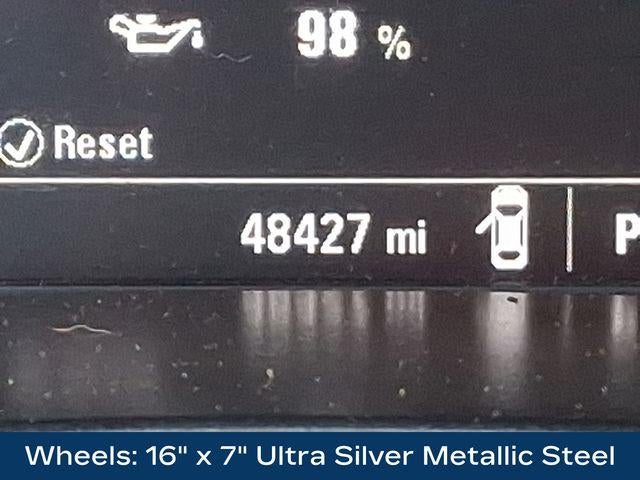 98 %
Reset
48427 mi
P
Wheels: 16" x 7" Ultra Silver Metallic Steel